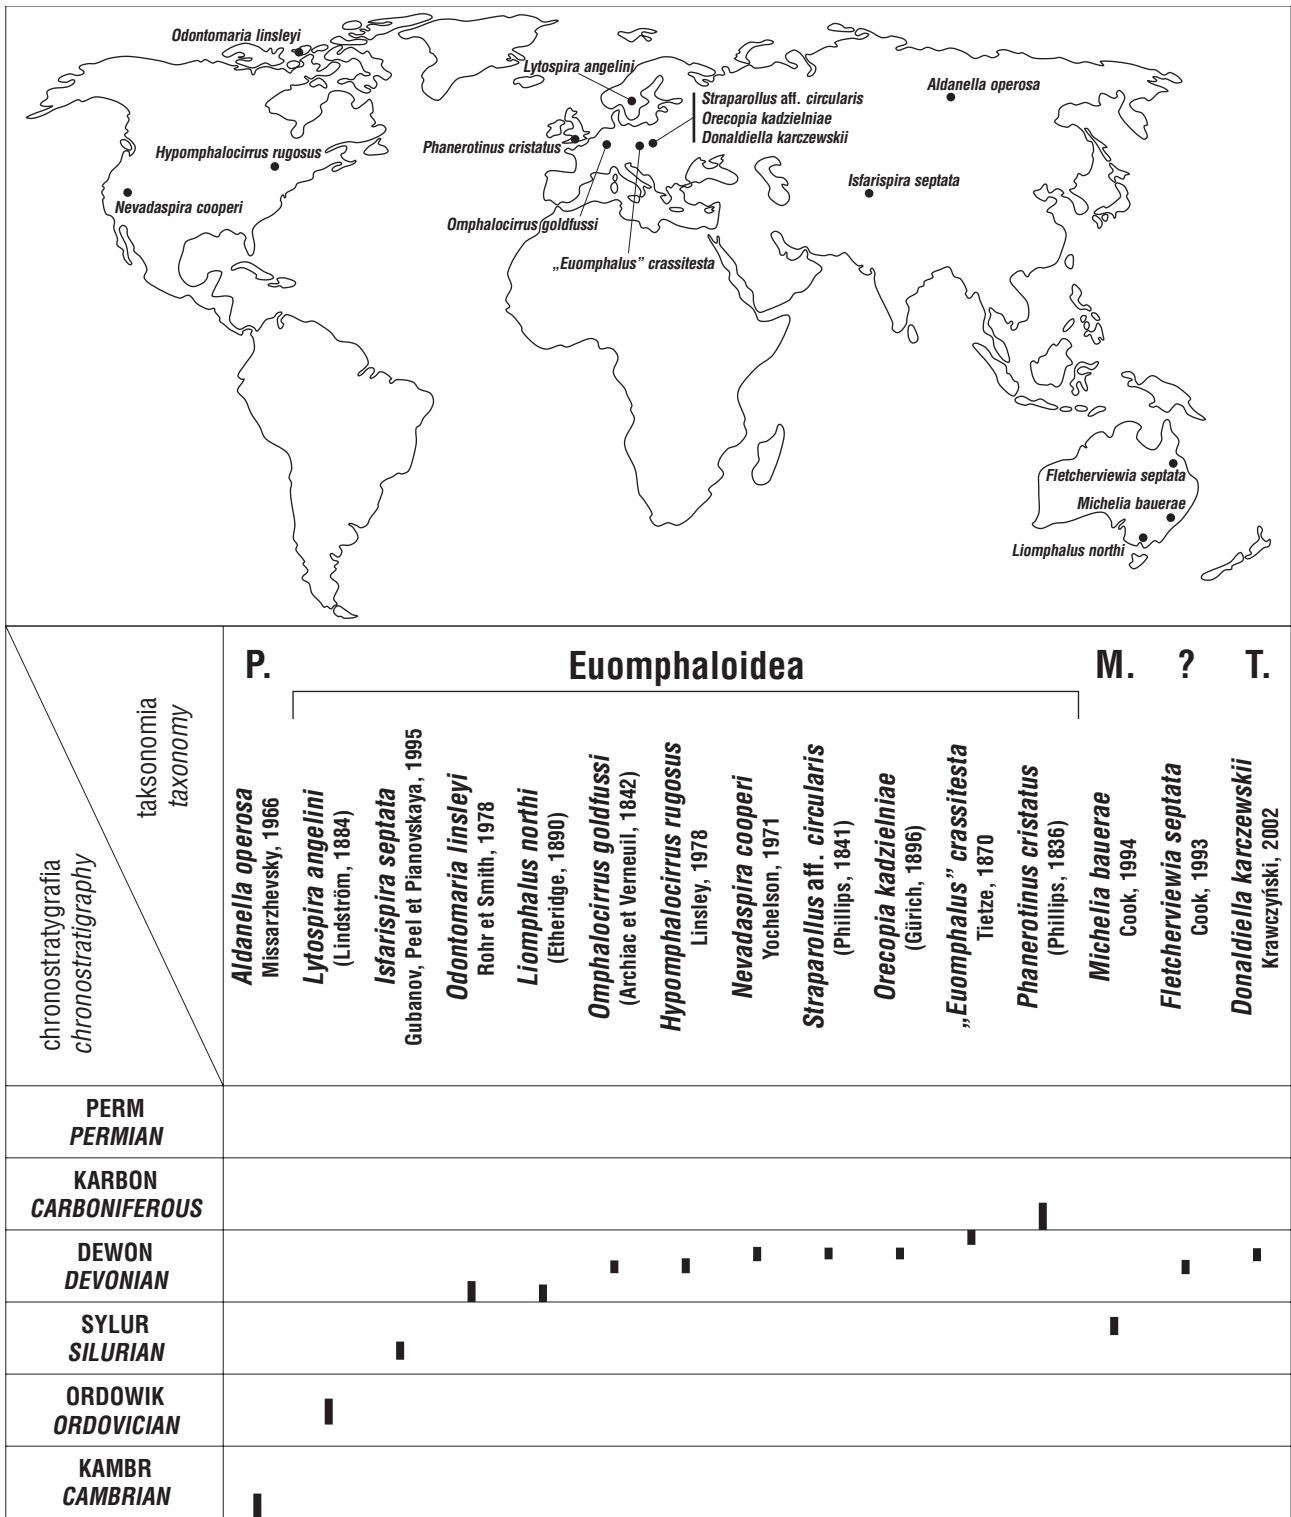 Odontomaria linsleyi
Lytospira angelini
Aldanella operosa
Straparollus aff. circularis
Orecopia kadzielniae
Donaldiella karczewskii
Phanerotinus cristatus
Hypomphalocirrus rugosus
Isfarispira septata
Nevadaspira cooperi
Omphalocirrus goldfussi
„Euomphalus” crassitesta
Fletcherviewia septata
Michelia bauerae
Liomphalus northi
P.
Euomphaloidea
M.
?
T.
taksonomia
taxonomy
chronostratygrafia
chronostratigraphy
Aldanella operosa
Missarzhevsky, 1966
Lytospira angelini
(Lindström, 1884)
Isfarispira septata
Gubanov, Peel et Pianovskaya, 1995
Odontomaria linsleyi
Rohr et Smith, 1978
Liomphalus northi
(Etheridge, 1890)
Omphalocirrus goldfussi
(Archiac et Verneuil, 1842)
Hypomphalocirrus rugosus
Linsley, 1978
Nevadaspira cooperi
Yochelson, 1971
Straparollus aff. circularis
(Phillips, 1841)
Orecopia kadzielniae
(Gürich, 1896)
„Euomphalus” crassitesta
Tietze, 1870
Phanerotinus cristatus
(Phillips, 1836)
Michelia bauerae
Cook, 1994
Fletcherviewia septata
Cook, 1993
Donaldiella karczewskii
Krawczyński, 2002
PERM
PERMIAN
KARBON
CARBONIFEROUS
DEWON
DEVONIAN
SYLUR
SILURIAN
ORDOWIK
ORDOVICIAN
KAMBR
CAMBRIAN